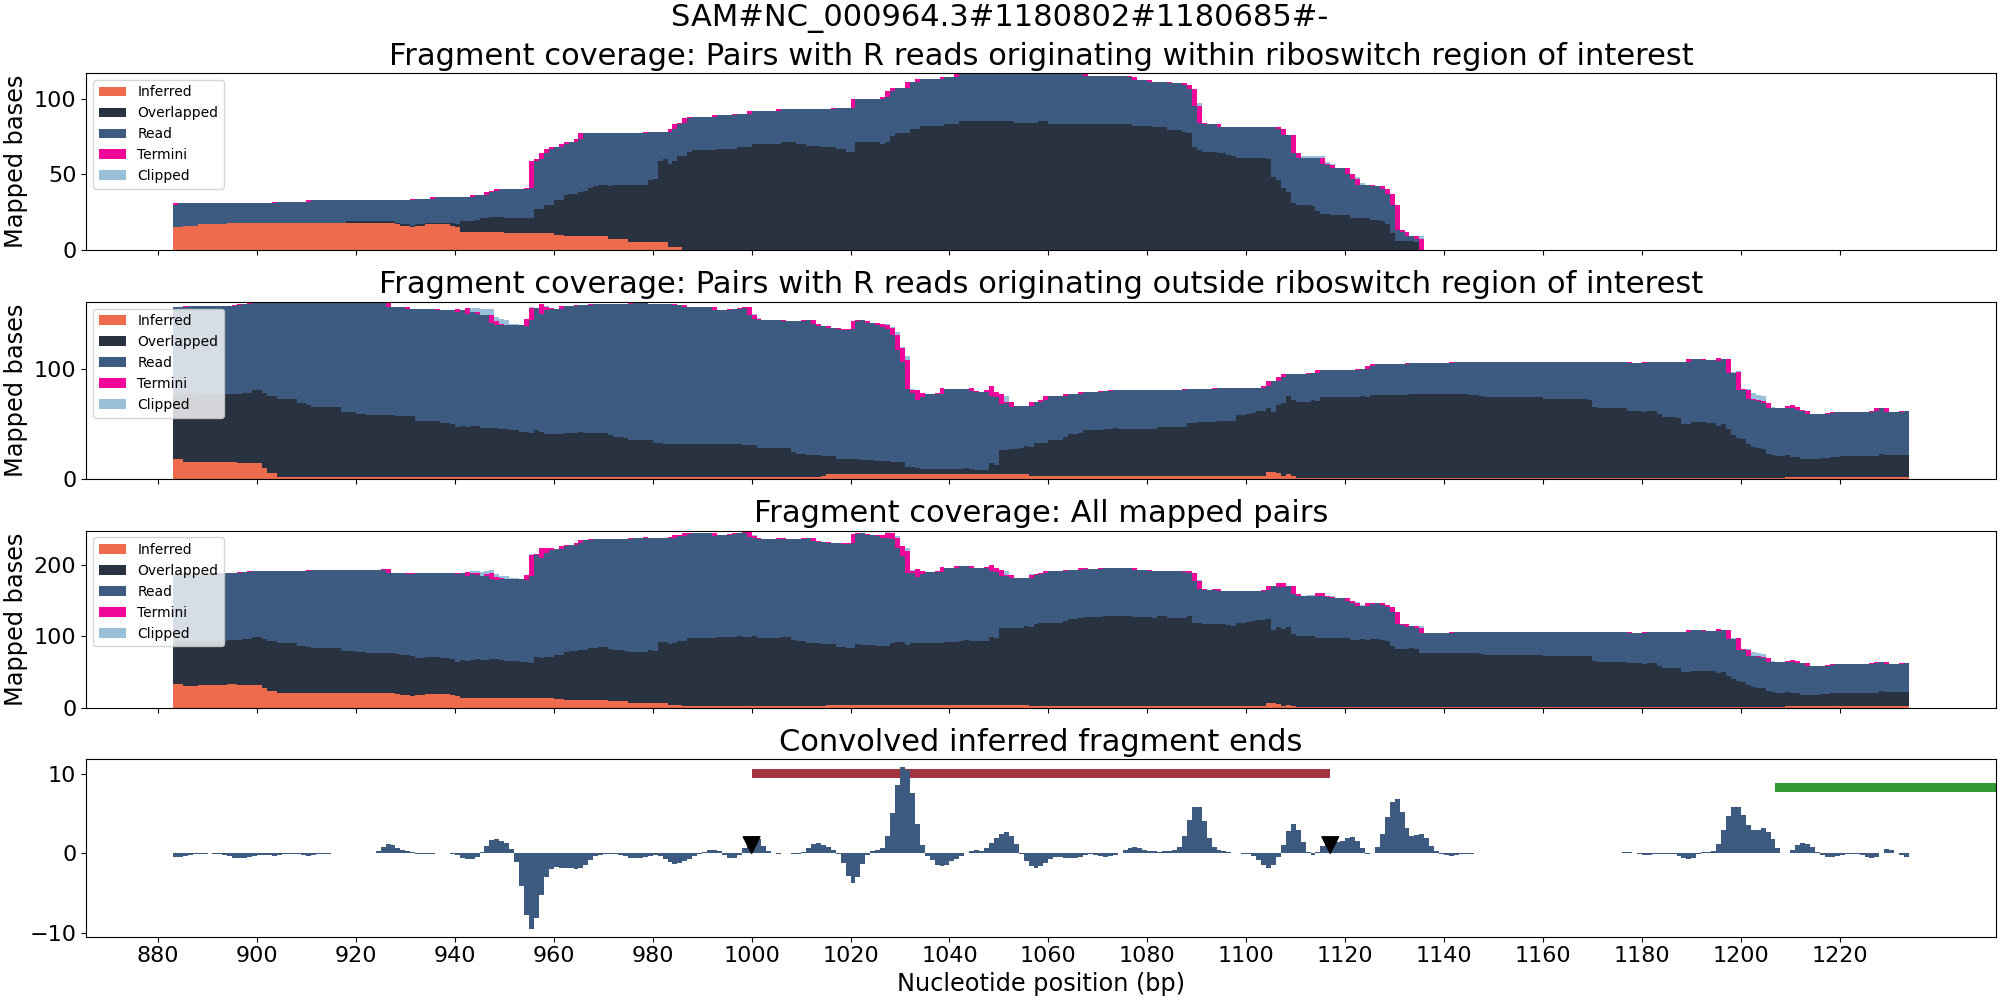 SAM#NC_000964.3#1180802#1180685#-
Fragment coverage: Pairs with R reads originating within riboswitch region of interest
Mapped bases
100
50
0
Inferred
Overlapped
Read
Termini
Clipped
Fragment coverage: Pairs with R reads originating outside riboswitch region of interest
Mapped bases
100
0
Inferred
Overlapped
Read
Termini
Clipped
Fragment coverage: All mapped pairs
Mapped bases
200
100
0
Inferred
Overlapped
Read
Termini
Clipped
Convolved inferred fragment ends
10
0
−10
880 900 920 940 960 980 1000 1020 1040 1060 1080 1100 1120 1140 1160 1180 1200 1220
Nucleotide position (bp)